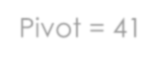 Pivot = 41